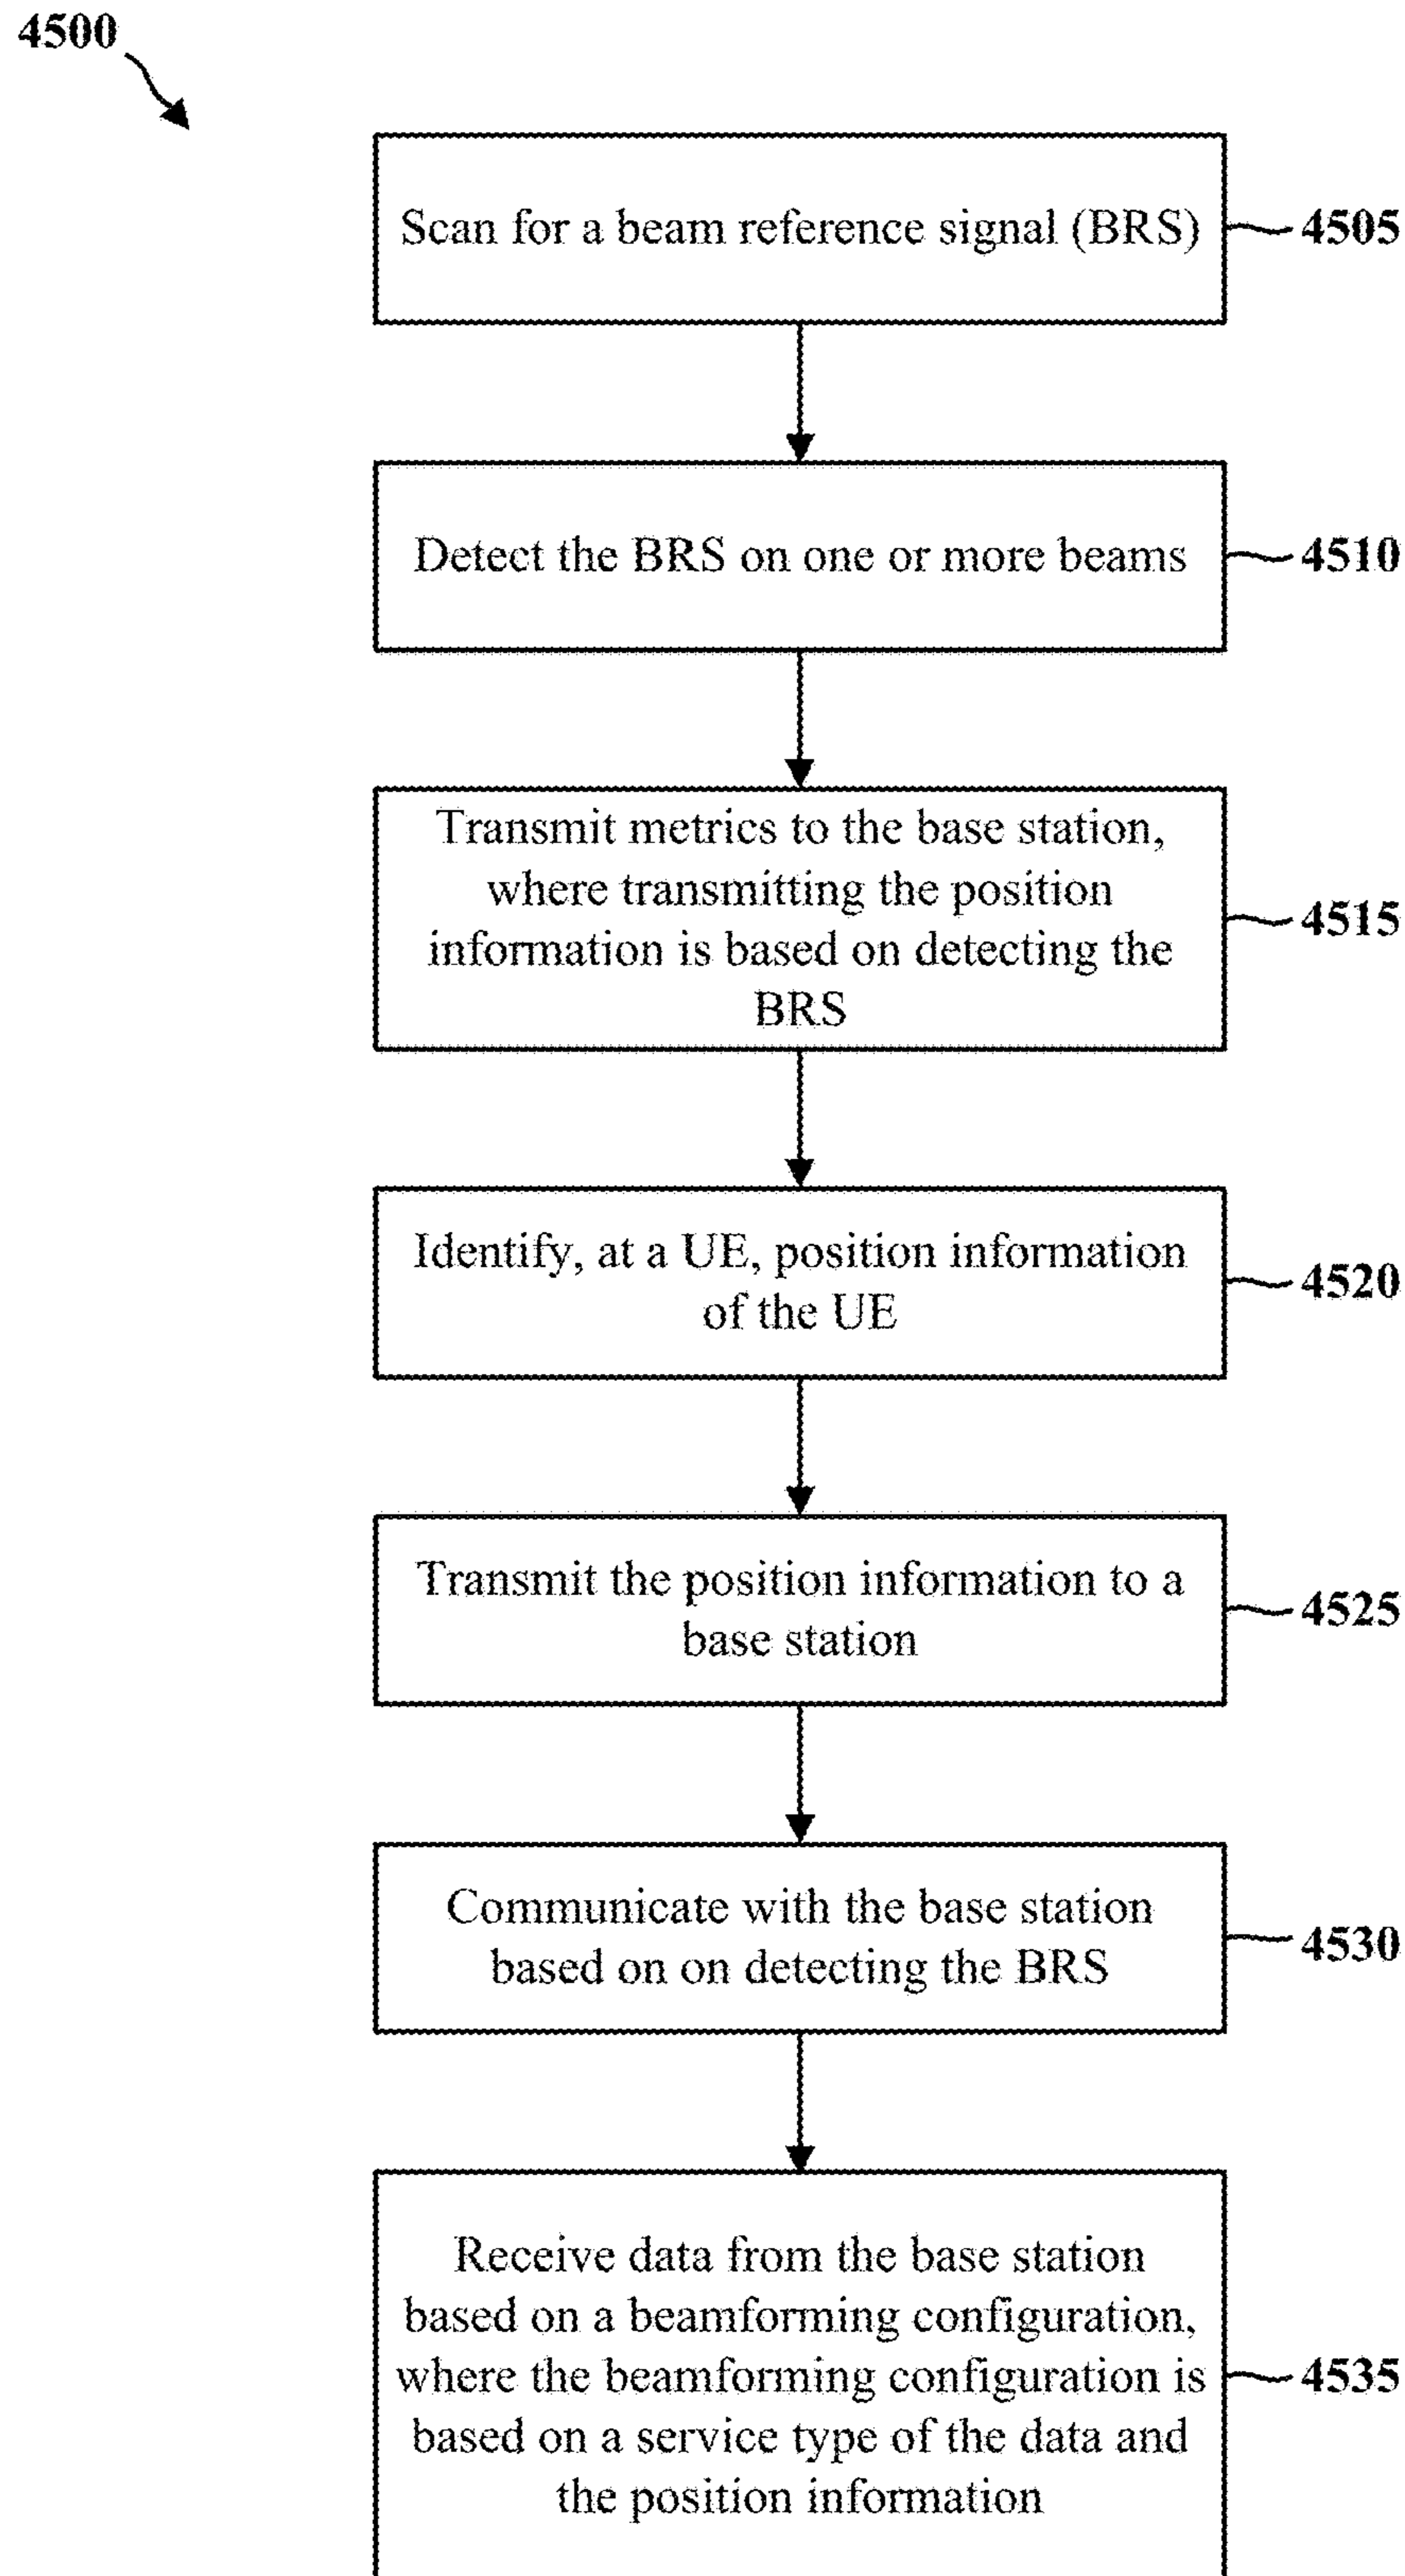 4500
Scan for a beam reference signal (BRS)
4505
Detect the BRS on one or more beams
4510
Transmit metrics to the base station,
where transmitting the position
information is based on detecting the
BRS
4515
Identify, at a UE, position information
of the UE
4520
Transmit the position information to a
base station
4525
Communicate with the base station
based on on detecting the BRS
4530
Receive data from the base station
based on a beamforming configuration,
where the beamforming configuration is
based on a service type of the data and
the position information
4535